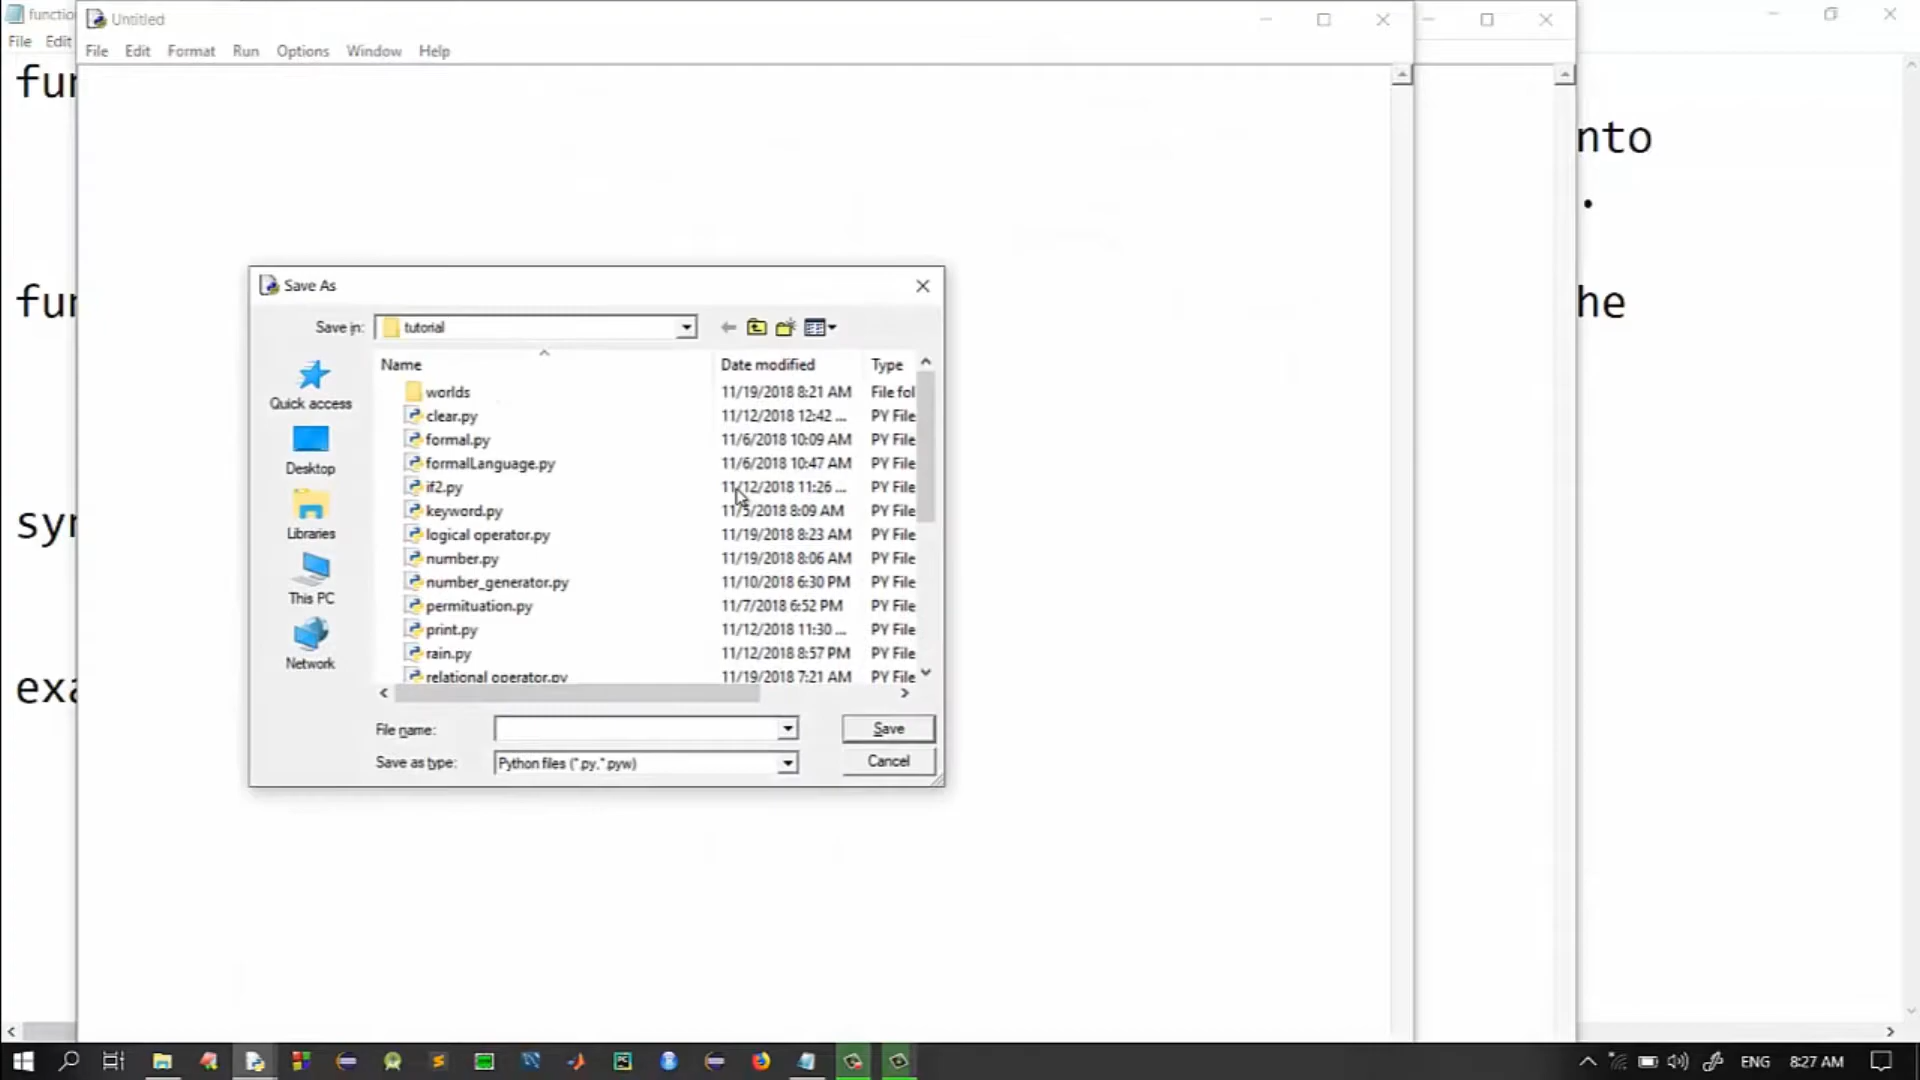 functio
Untitled
File Edit
File Edit Format Run Options Window Help
nto
.
he
Save As
Save in: tutorial
Name Date modified Type
worlds 11/19/2018 8:21 AM File fol
clear.py 11/12/2018 12:42 ... PY File
formal.py 11/6/2018 10:09 AM PY File
formalLanguage.py 11/6/2018 10:47 AM PY File
if2.py 11/12/2018 11:26 ... PY File
keyword.py 11/5/2018 8:09 AM PY File
logical operator.py 11/19/2018 8:23 AM PY File
number.py 11/19/2018 8:06 AM PY File
number_generator.py 11/10/2018 6:30 PM PY File
permituation.py 11/7/2018 6:52 PM PY File
print.py 11/12/2018 11:30 ... PY File
rain.py 11/12/2018 8:57 PM PY File
relational operator.py 11/19/2018 7:21 AM PY File
Quick access
Desktop
Libraries
This PC
Network
File name: Save
Save as type: Python files (*.py,*.pyw) Cancel
ENG 8:27 AM